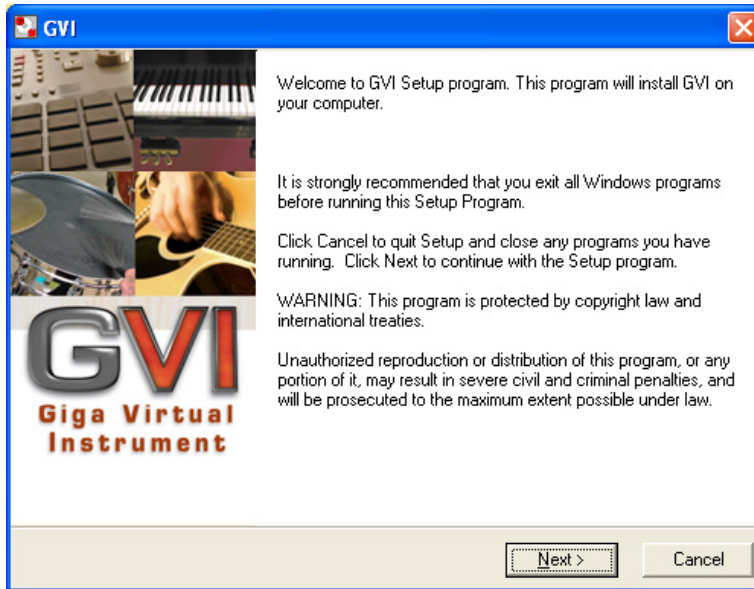 GVI
Welcome to GVI Setup program. This program will install GVI on
your computer.
It is strongly recommended that you exit all Windows programs
before running this Setup Program.
Click Cancel to quit Setup and close any programs you have
running.  Click Next to continue with the Setup program.
WARNING: This program is protected by copyright law and
international treaties.
Unauthorized reproduction or distribution of this program, or any
portion of it, may result in severe civil and criminal penalties, and
will be prosecuted to the maximum extent possible under law.
GVI
Giga Virtual
Instrument
Next >
Cancel